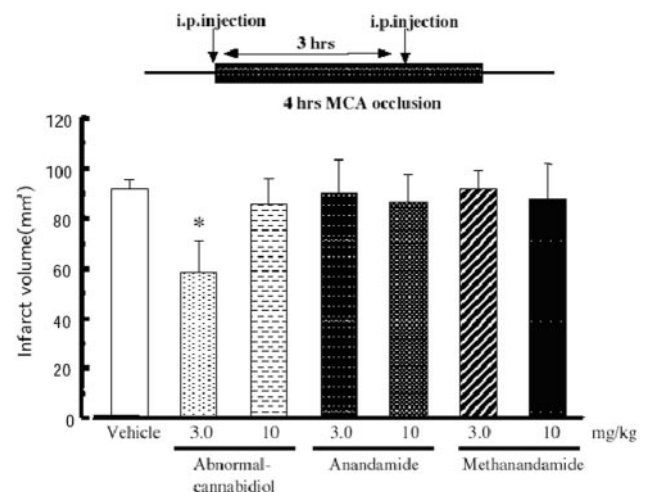 i.p.injection i.p.injection
3 hrs
4 hrs MCA occlusion
120
100
80
60
40
20
0
Infarct volume(mm³)
*
Vehicle 3.0 10 3.0 10 3.0 10 mg/kg
Abnormal- Anandamide Methanandamide
cannabidiol